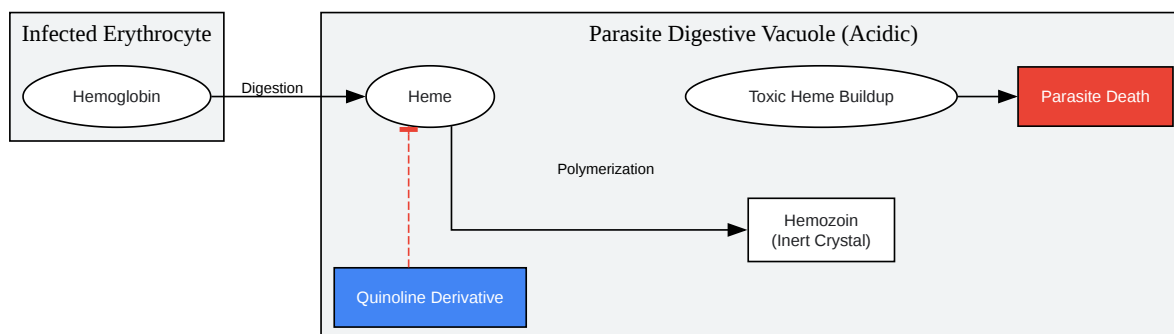 Infected Erythrocyte
Parasite Digestive Vacuole (Acidic)
Hemoglobin
Digestion
Heme
Toxic Heme Buildup
Parasite Death
Polymerization
Hemozoin
(Inert Crystal)
Quinoline Derivative